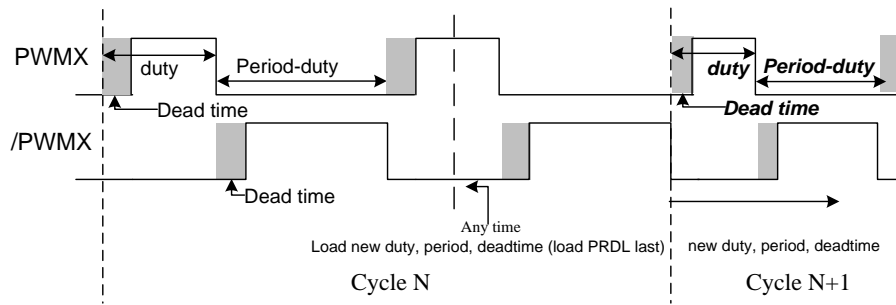 PWMX
duty
Period-duty
duty
Period-duty
Dead time
Dead time
/PWMX
Dead time
Any time
Load new duty, period, deadtime (load PRDL last)
new duty, period, deadtime
Cycle N
Cycle N+1